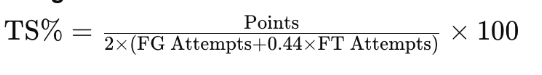 TS% = Points / 2×(FG Attempts+0.44×FT Attempts) × 100